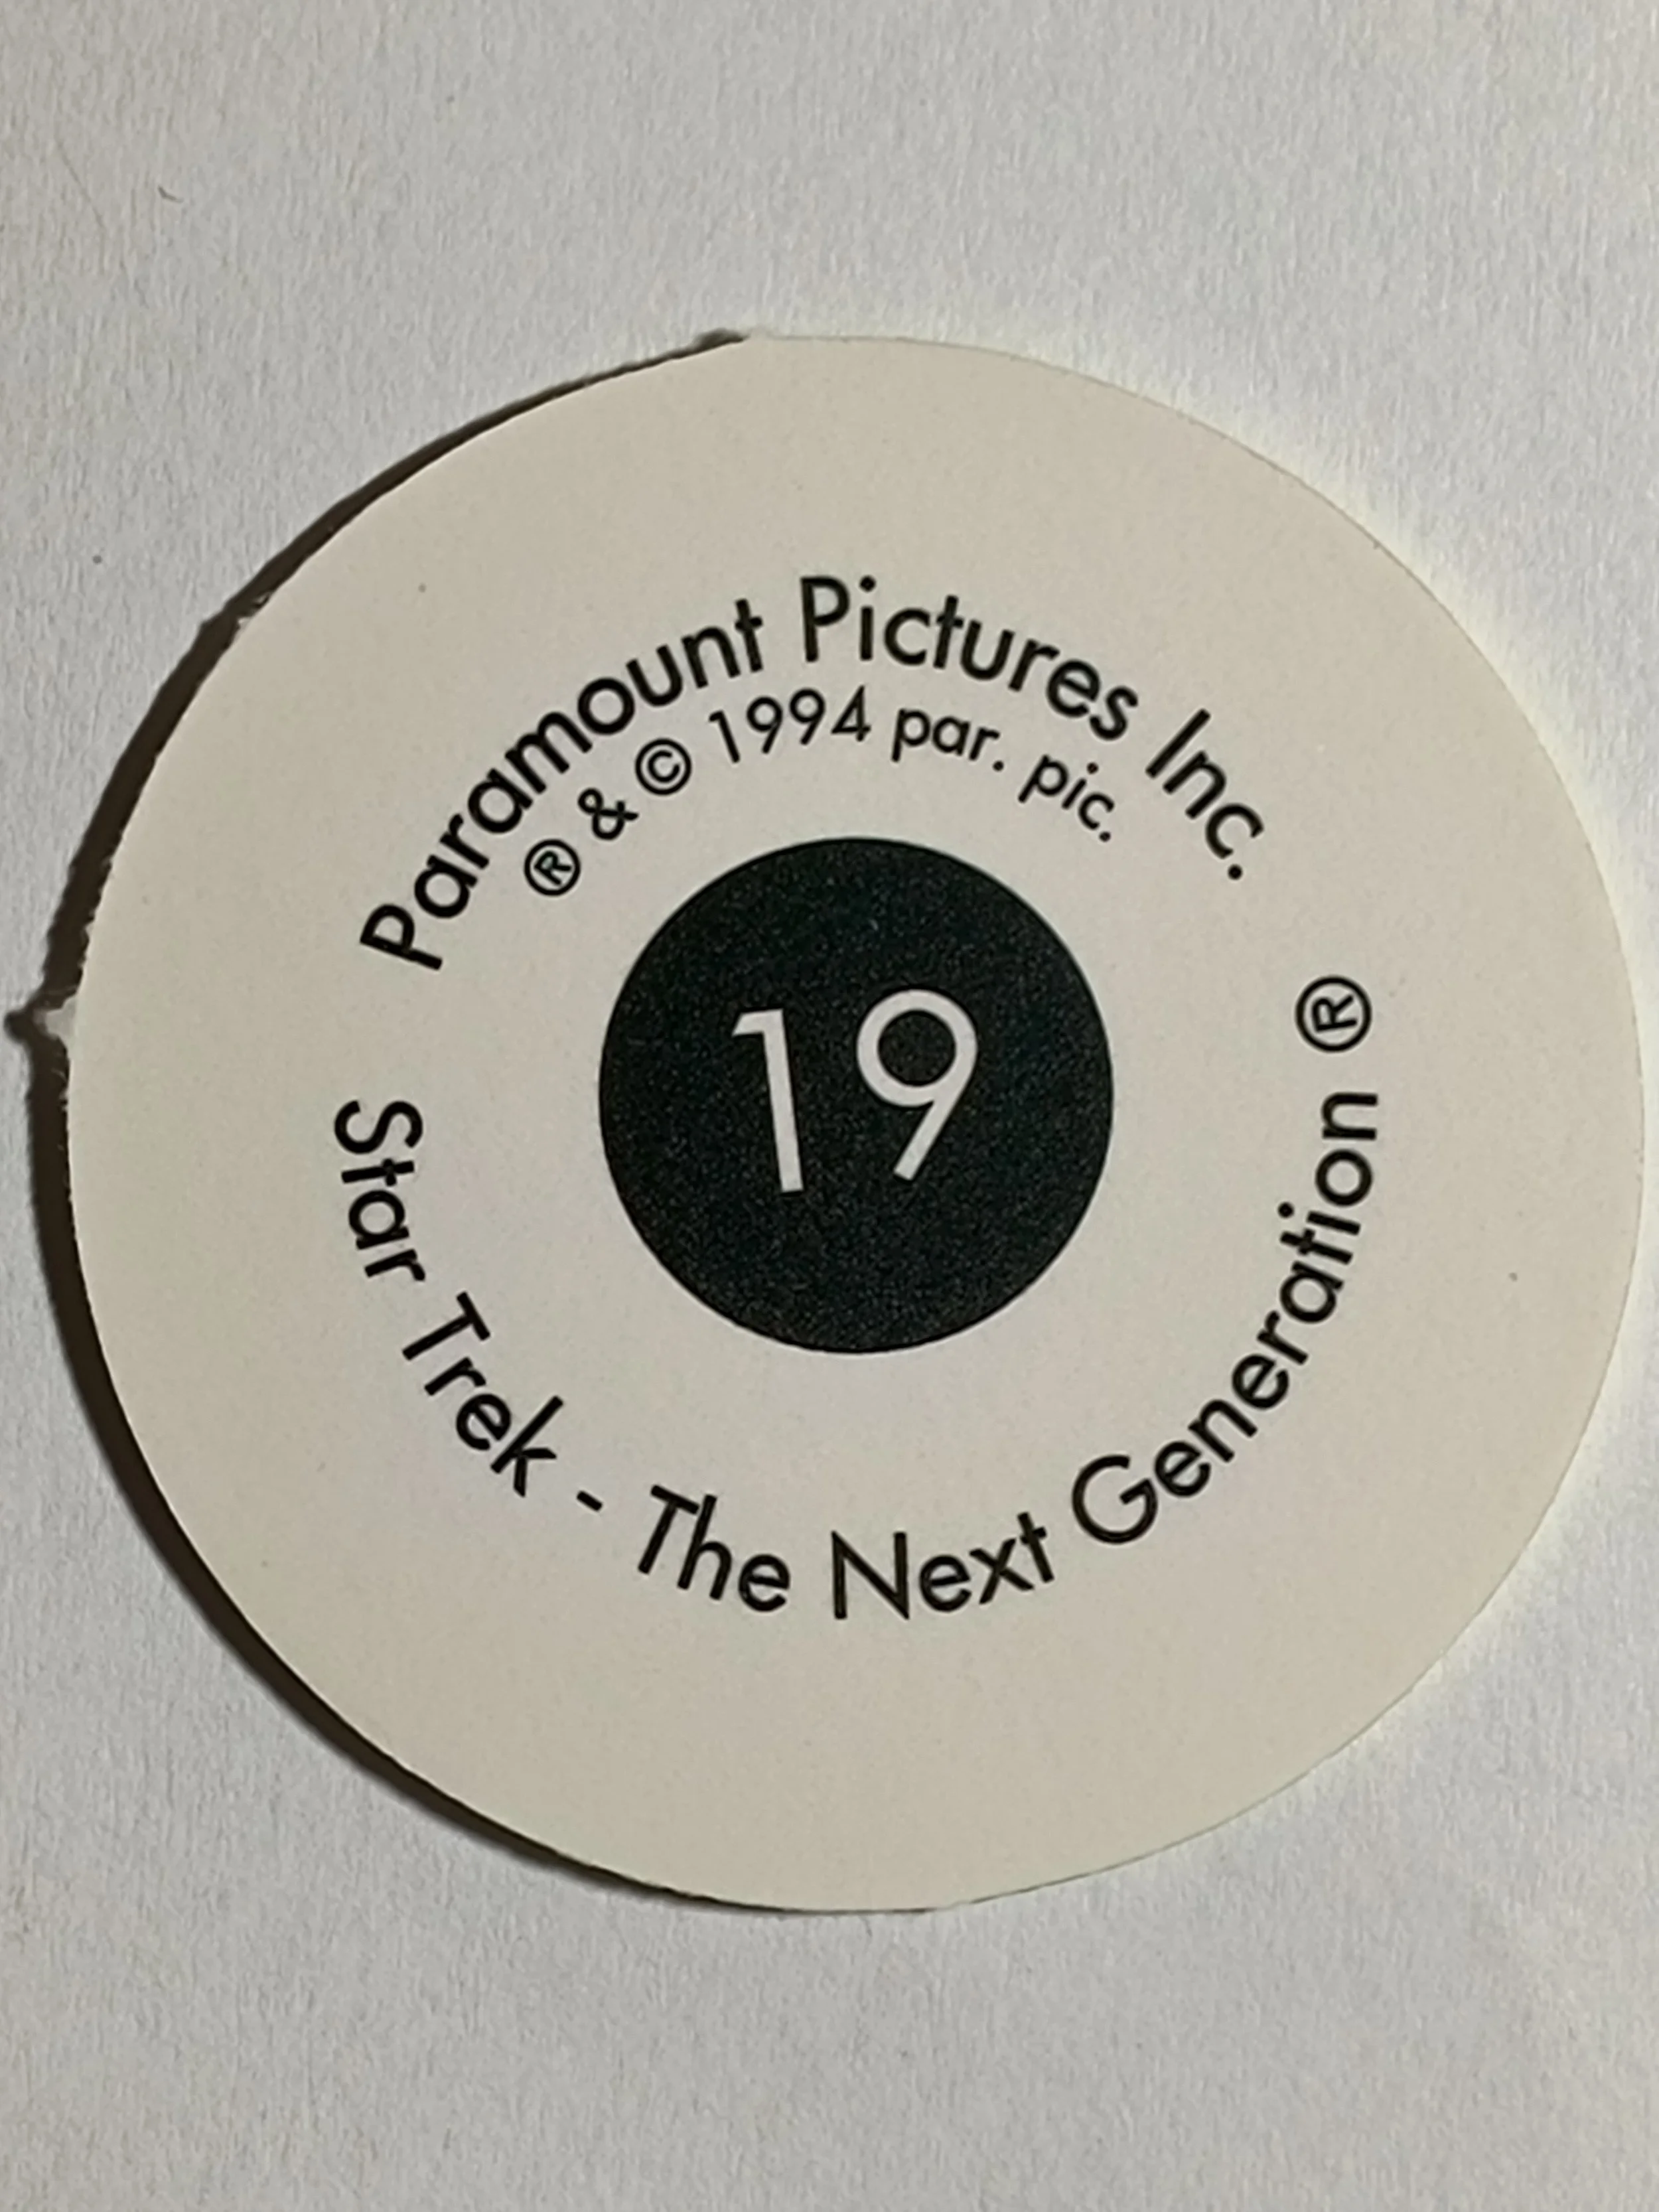 Paramount Pictures Inc.
® & © 1994 par. pic.
19
Star Trek - The Next Generation ®